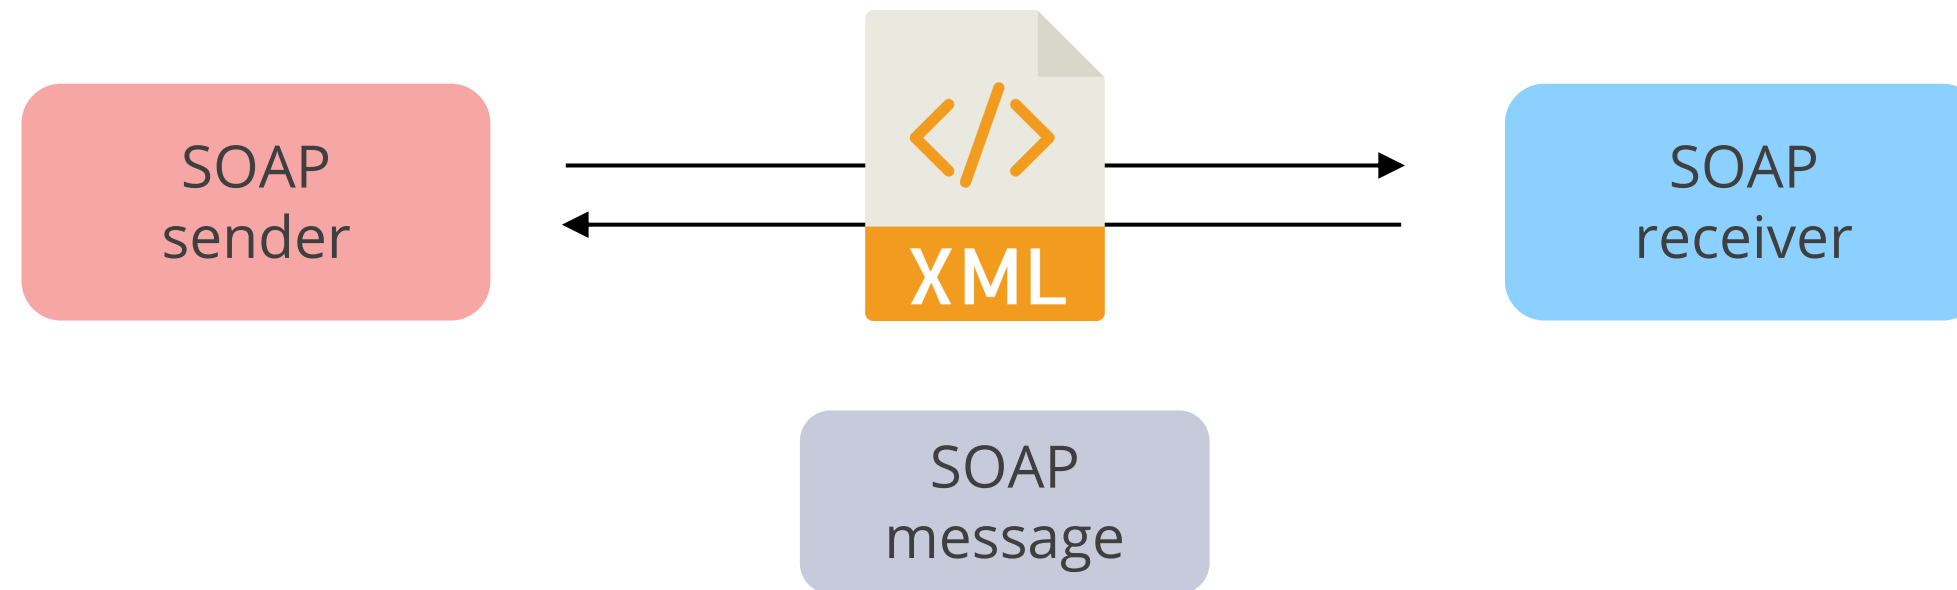 SOAP
sender
XML
SOAP
receiver
SOAP
message